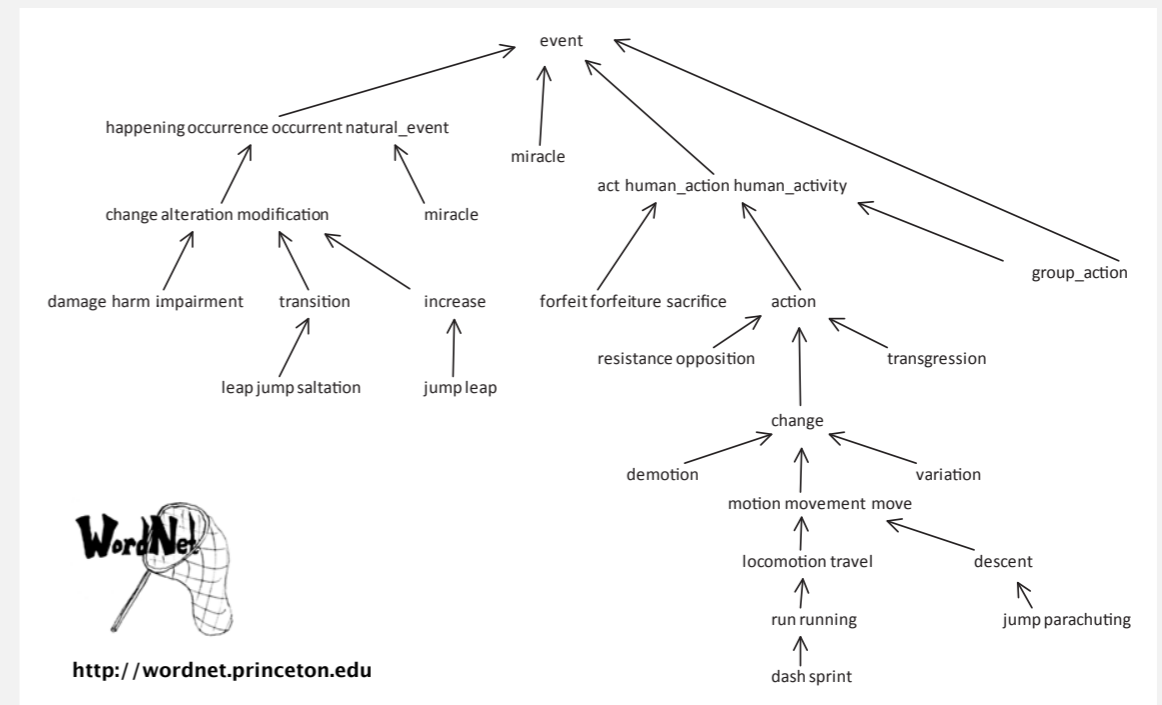 event
happening occurrence occurrent natural_event
miracle
act human_action human_activity
change alteration modification
miracle
group_action
damage harm impairment
transition
increase
forfeit forfeiture sacrifice
action
resistance opposition
transgression
leap jump saltation
jump leap
change
demotion
variation
motion movement move
WordNet
locomotion travel
descent
run running
jump parachuting
http://wordnet.princeton.edu
dash sprint